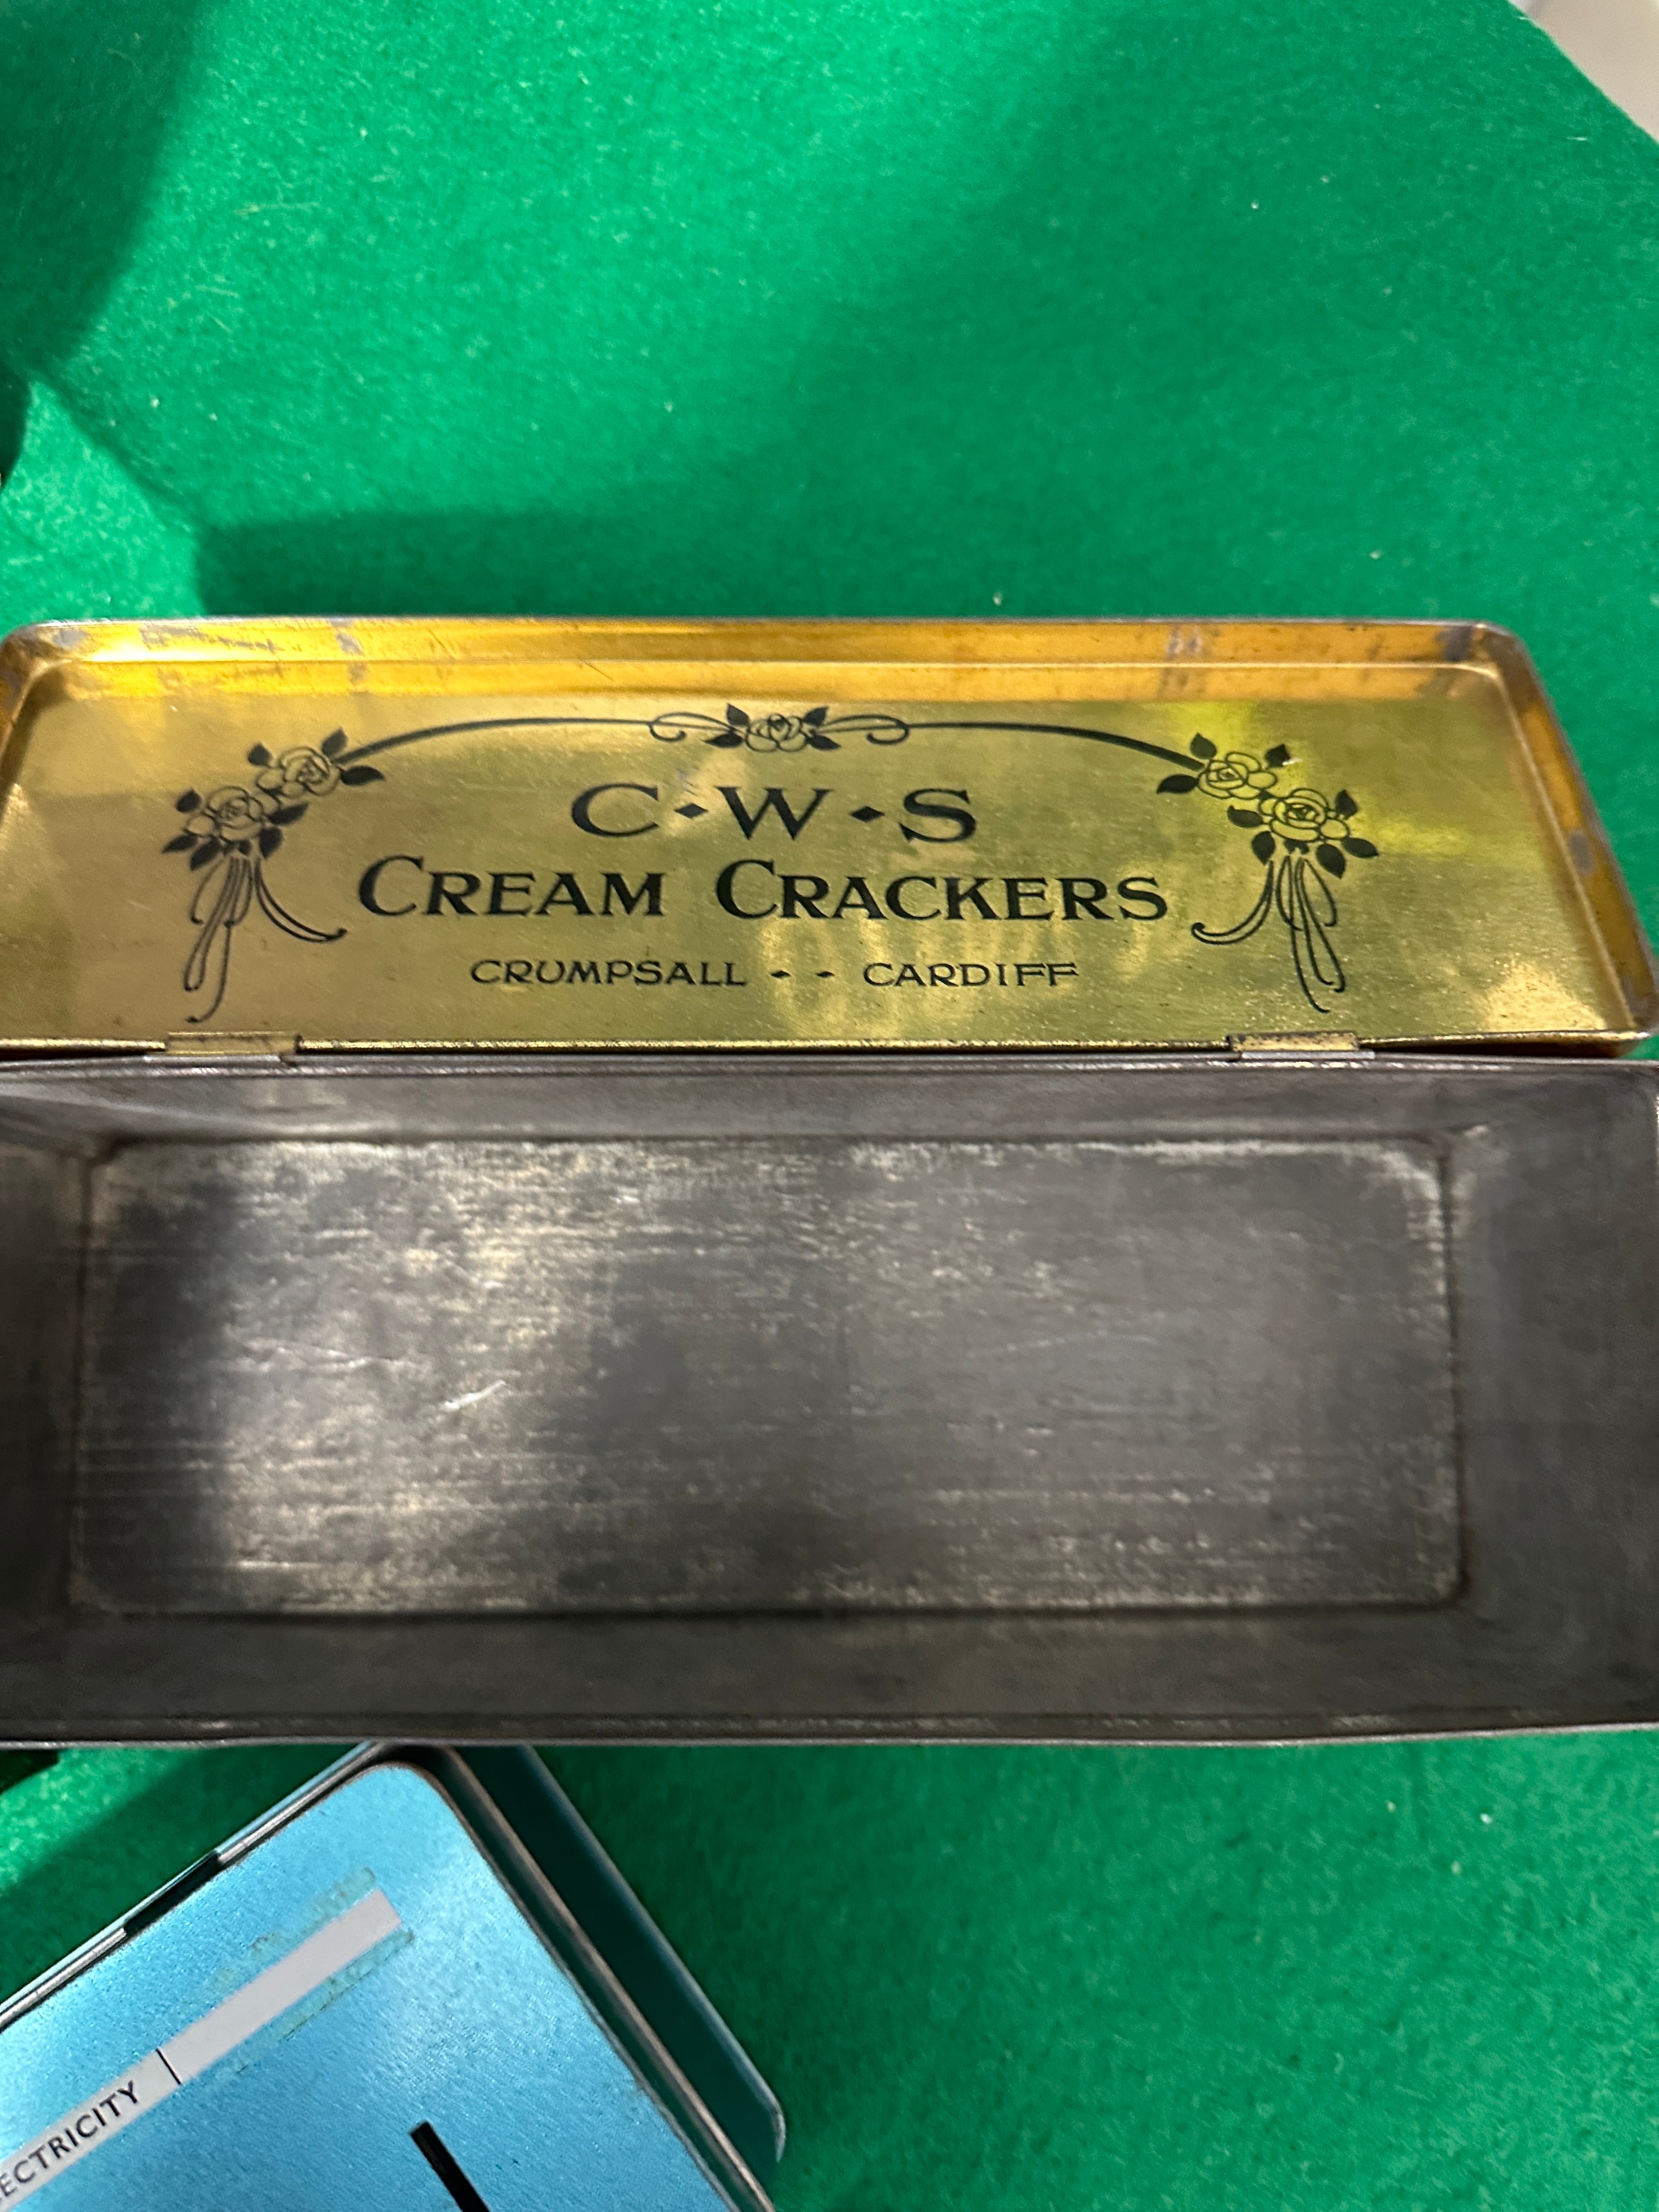 C·W·S
CREAM CRACKERS
CRUMPSALL - - CARDIFF
ECTRICITY